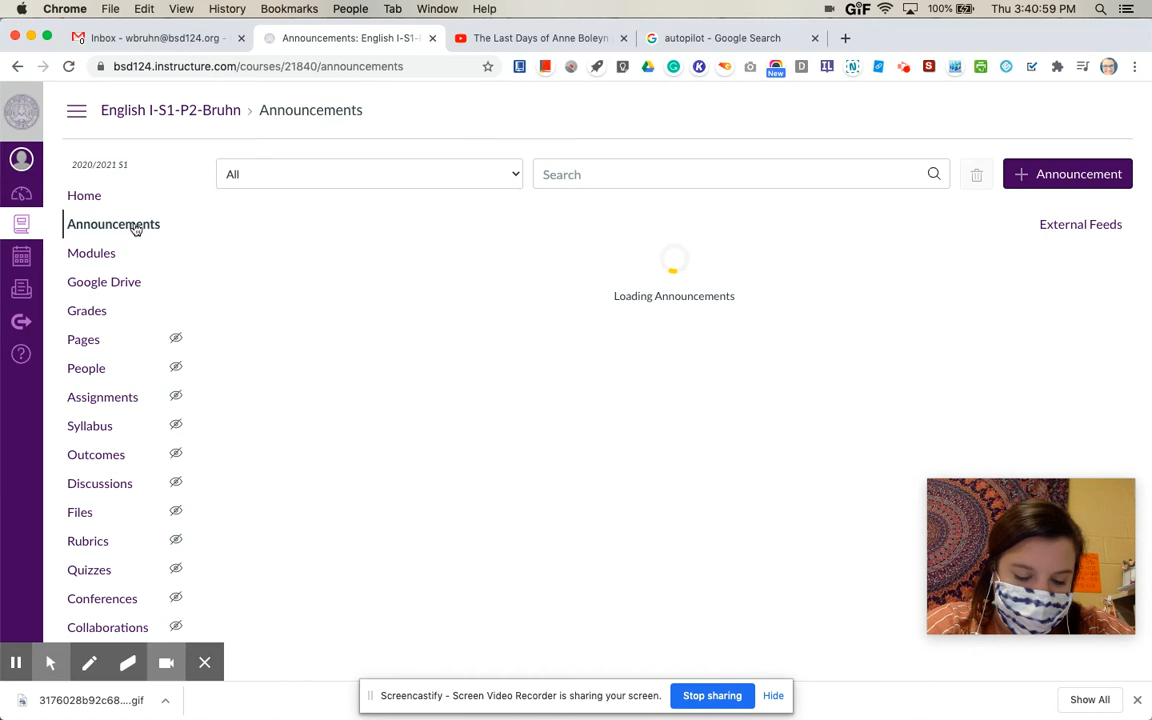 Chrome File Edit View History Bookmarks People Tab Window Help GIF 100% Thu 3:40:59 PM
Inbox - wbruhn@bsd124.org - Announcements: English I-S1- The Last Days of Anne Boleyn autopilot - Google Search
bsd124.instructure.com/courses/21840/announcements New
English I-S1-P2-Bruhn › Announcements
2020/2021 S1
All Search + Announcement
Home
Announcements External Feeds
Modules
Google Drive
Loading Announcements
Grades
Pages
People
Assignments
Syllabus
Outcomes
Discussions
Files
Rubrics
Quizzes
Conferences
Collaborations
Screencastify - Screen Video Recorder is sharing your screen. Stop sharing Hide
3176028b92c68....gif Show All